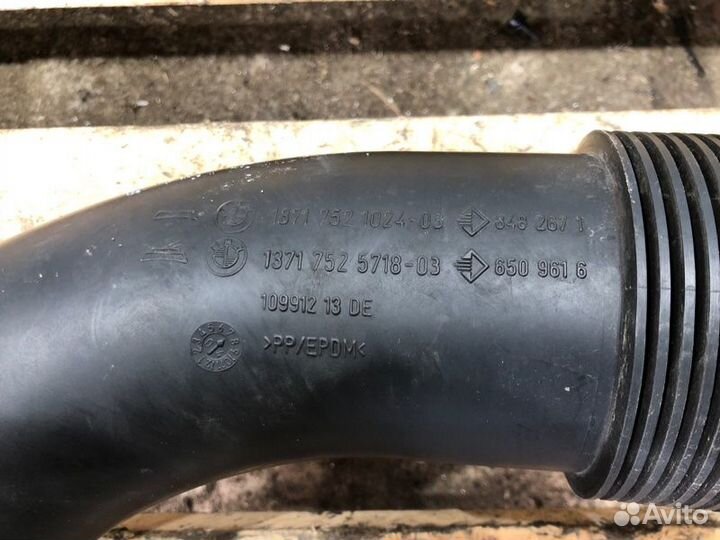 1371 752 1024-08 848 267 1
1371 752 5718-03 650 961 6
109912 13 DE
>PP/EPDM<
Avito